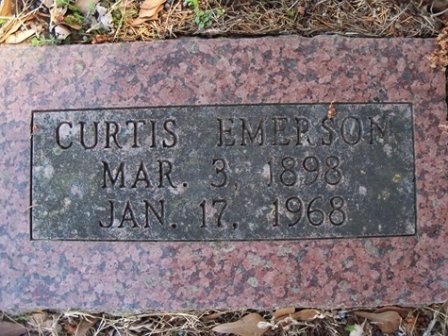 CURTIS EMERSON
MAR. 3, 1898
JAN. 17, 1968